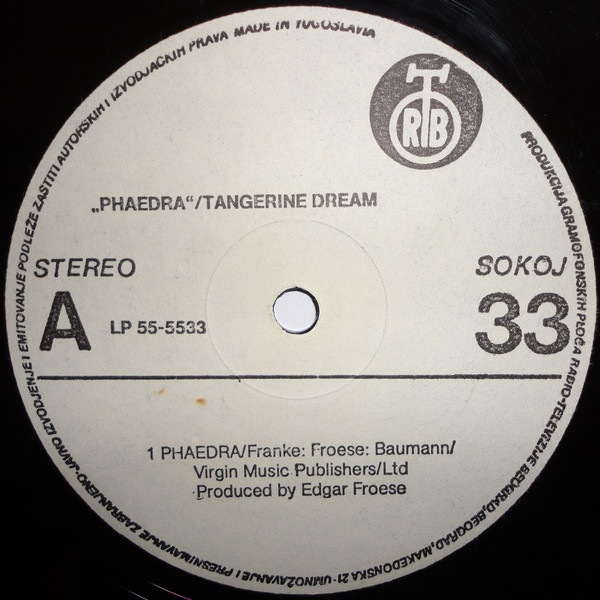 PRODUKCIJA GRAMOFONSKIH PLOČA RADIO-TELEVIZIJE BEOGRAD, BEOGRAD, MAKEDONSKA 21 · UMNOŽAVANJE I PRESNIMAVANJE ZABRANJENO · JAVNO IZVODJENJE I EMITOVANJE PODLEŽE ZAŠTITI AUTORSKIH I IZVODJAČKIH PRAVA MADE IN YUGOSLAVIA
RTB
„PHAEDRA“/TANGERINE DREAM
STEREO SOKOJ
A LP 55-5533 33
1 PHAEDRA/Franke: Froese: Baumann/
Virgin Music Publishers/Ltd
Produced by Edgar Froese